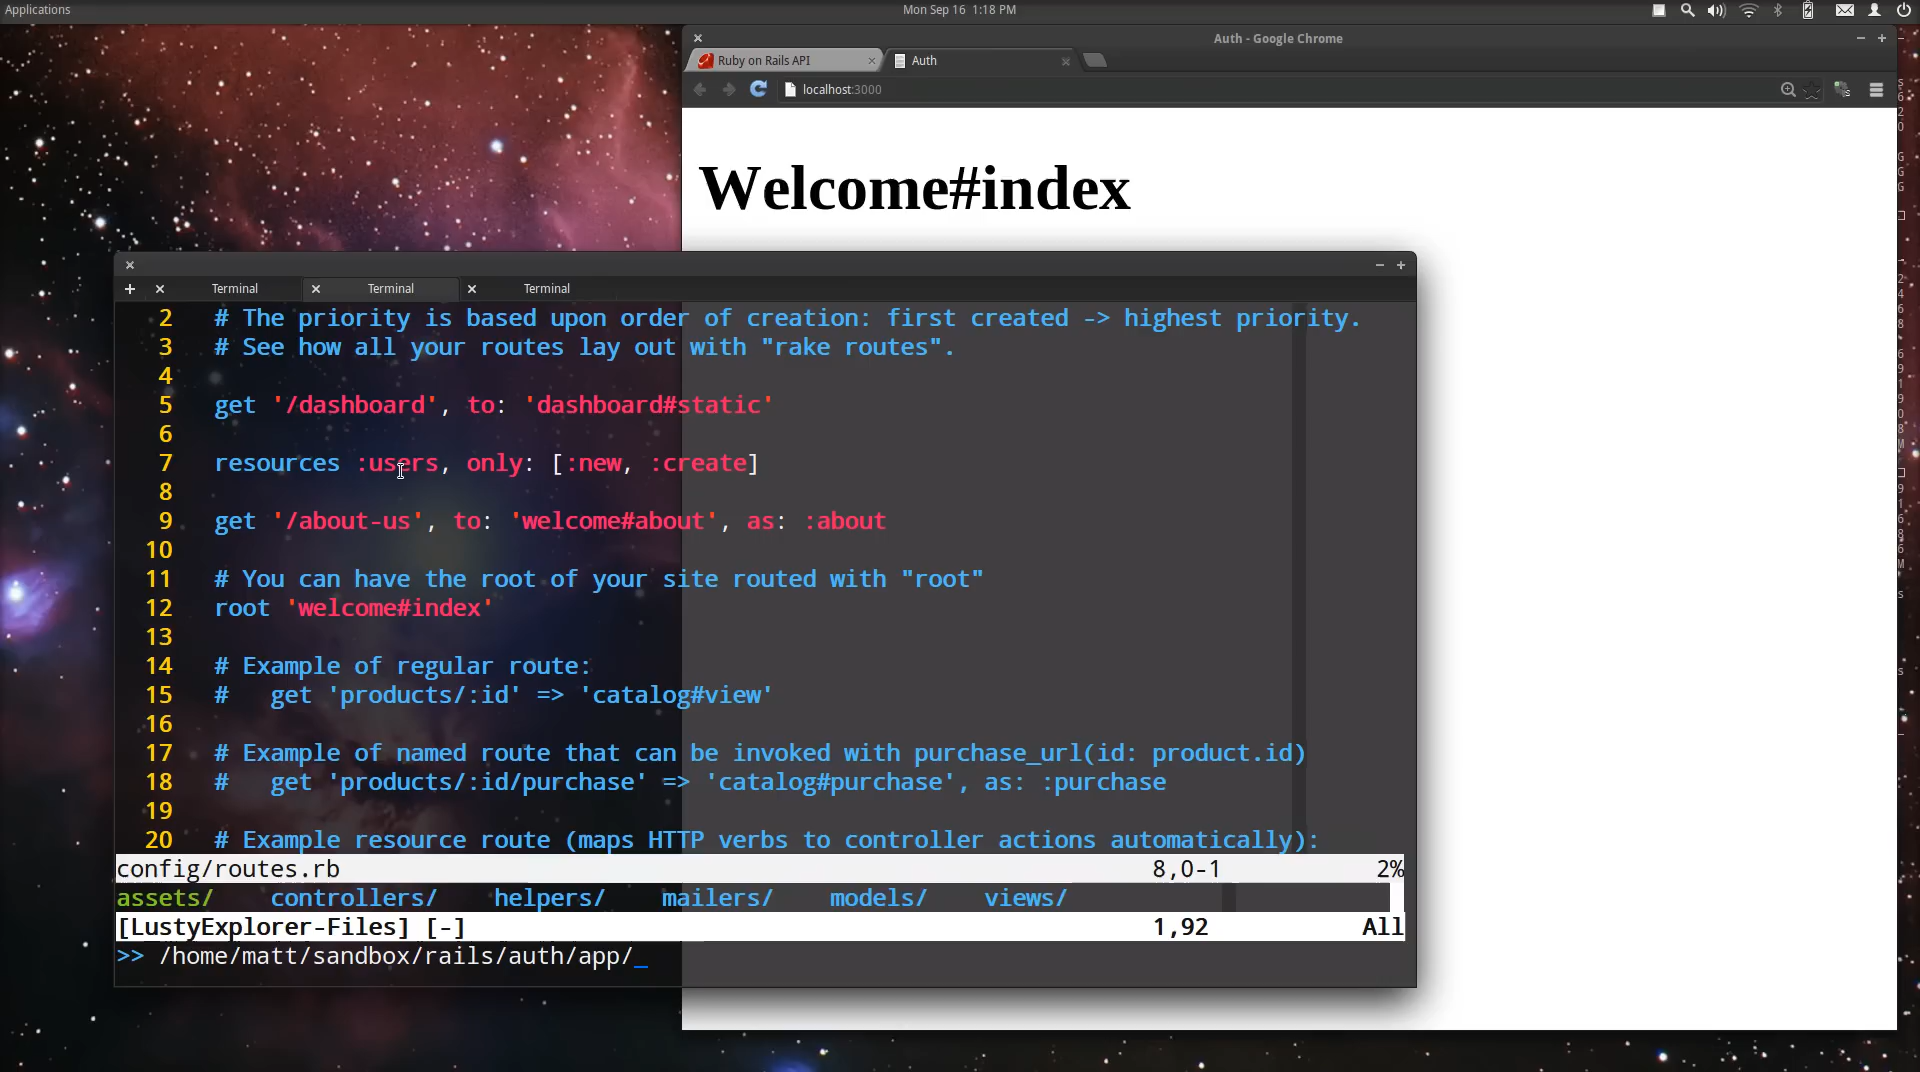 Applications
Mon Sep 16 1:18 PM
Auth - Google Chrome
Ruby on Rails API
Auth
localhost:3000
Welcome#index
Terminal
Terminal
Terminal
2 # The priority is based upon order of creation: first created -> highest priority.
3 # See how all your routes lay out with "rake routes".
4
5 get '/dashboard', to: 'dashboard#static'
6
7 resources :users, only: [:new, :create]
8
9 get '/about-us', to: 'welcome#about', as: :about
10
11 # You can have the root of your site routed with "root"
12 root 'welcome#index'
13
14 # Example of regular route:
15 #   get 'products/:id' => 'catalog#view'
16
17 # Example of named route that can be invoked with purchase_url(id: product.id)
18 #   get 'products/:id/purchase' => 'catalog#purchase', as: :purchase
19
20 # Example resource route (maps HTTP verbs to controller actions automatically):
config/routes.rb 8,0-1 2%
assets/ controllers/ helpers/ mailers/ models/ views/
[LustyExplorer-Files] [-] 1,92 All
>> /home/matt/sandbox/rails/auth/app/_